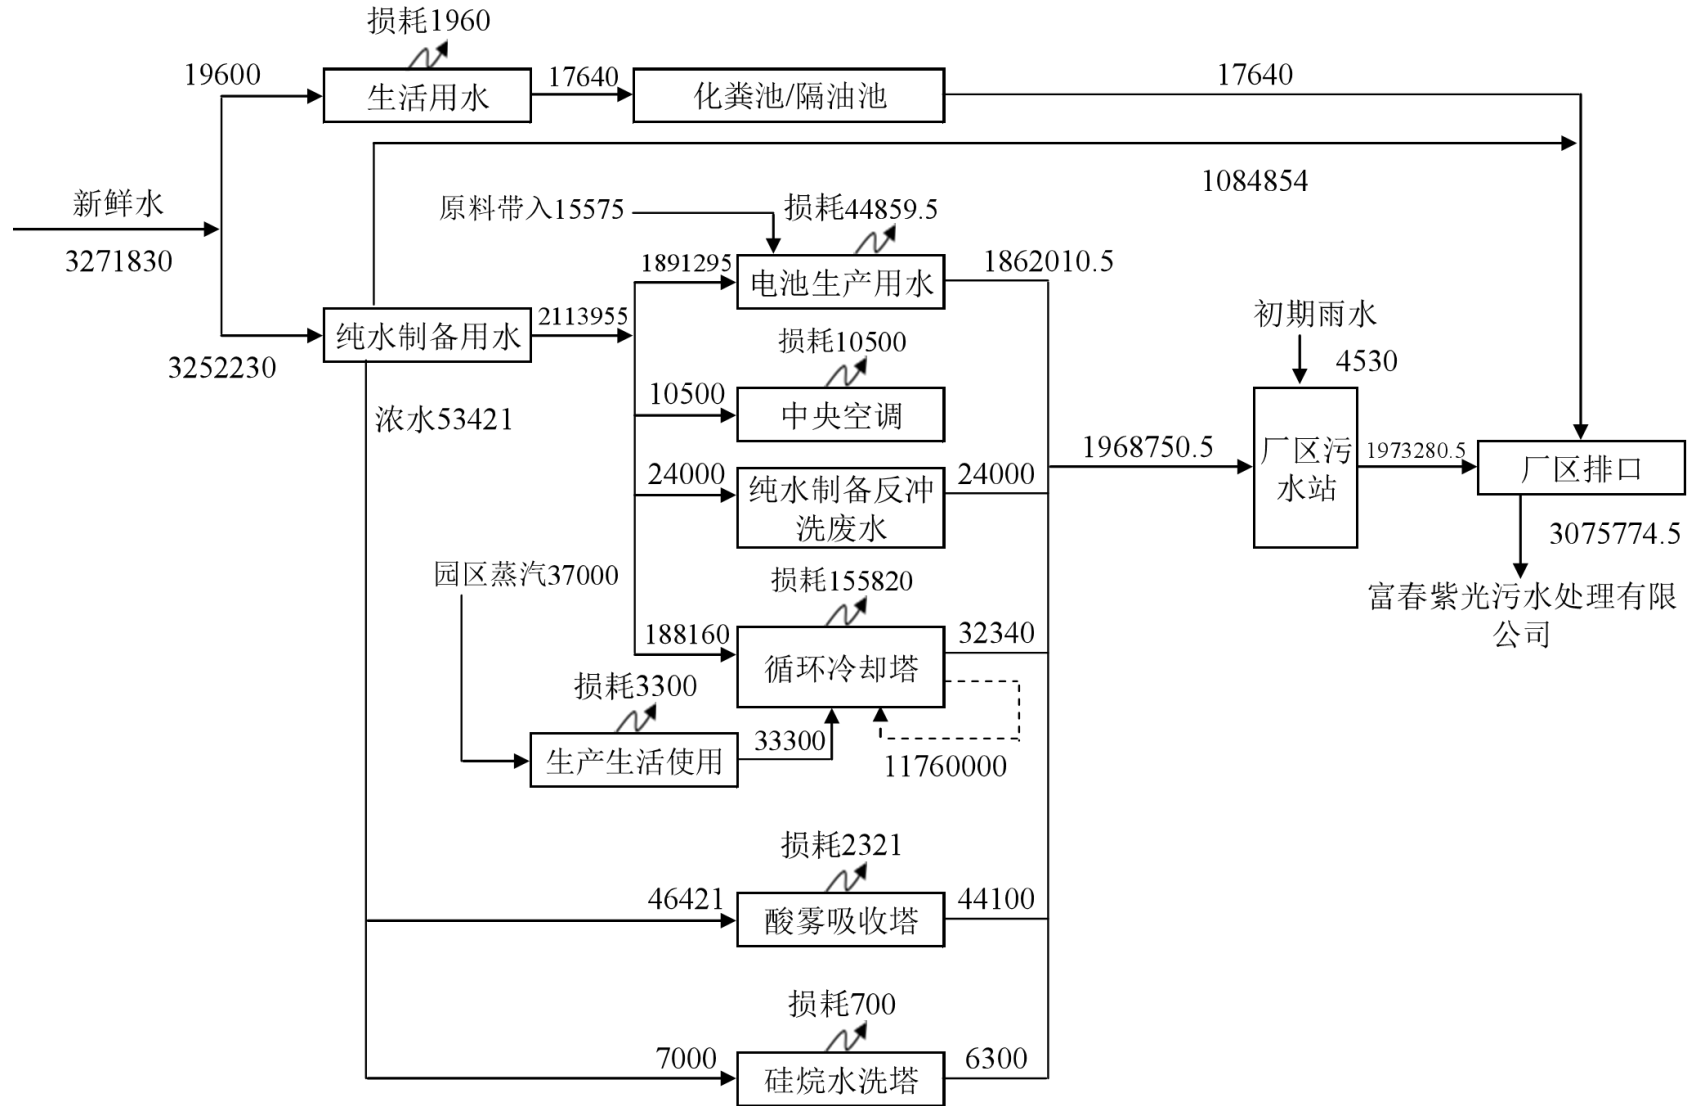 损耗1960
19600
生活用水
17640
化粪池/隔油池
17640
1084854
新鲜水
3271830
原料带入15575
损耗44859.5
1891295
电池生产用水
1862010.5
纯水制备用水
2113955
3252230
初期雨水
4530
损耗10500
10500
中央空调
浓水53421
24000
纯水制备反冲
洗废水
24000
1968750.5
厂区污
水站
1973280.5
厂区排口
3075774.5
富春紫光污水处理有限
公司
园区蒸汽37000
损耗155820
188160
循环冷却塔
32340
损耗3300
生产生活使用
33300
11760000
损耗2321
46421
酸雾吸收塔
44100
损耗700
7000
硅烷水洗塔
6300